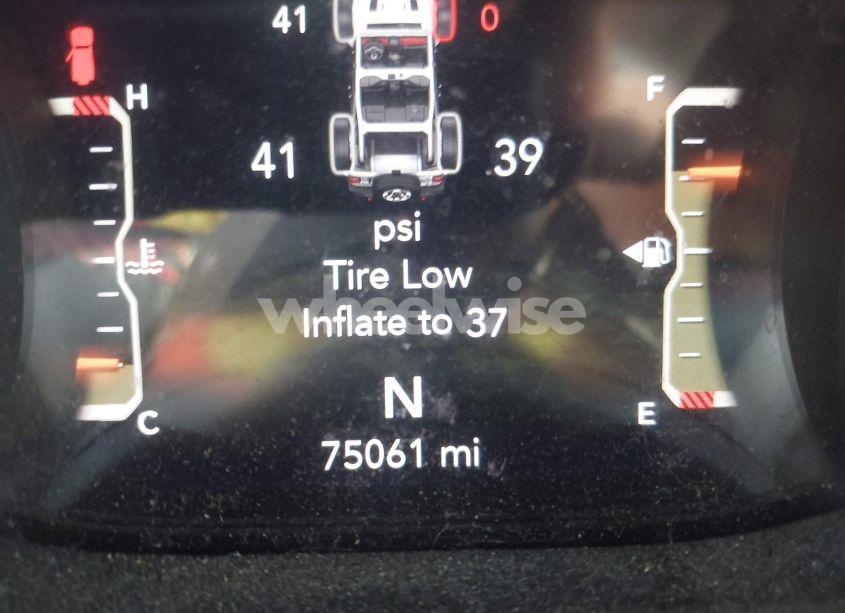 41 0
H F
41 39
psi
Tire Low
wheelwise
Inflate to 37
N
C E
75061 mi